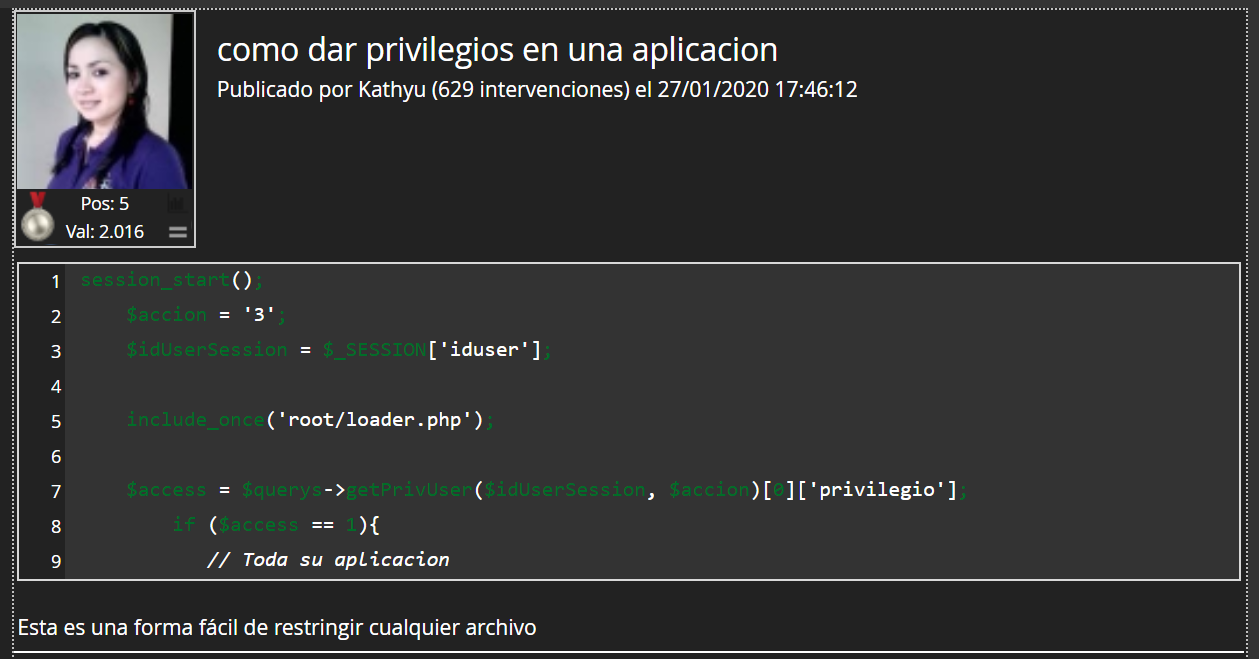 como dar privilegios en una aplicacion
Publicado por Kathyu (629 intervenciones) el 27/01/2020 17:46:12
Pos: 5
Val: 2.016
1 session_start();
2 $accion = '3';
3 $idUserSession = $_SESSION['iduser'];
4
5 include_once('root/loader.php');
6
7 $access = $querys->getPrivUser($idUserSession, $accion)[0]['privilegio'];
8 if ($access == 1){
9 // Toda su aplicacion
Esta es una forma fácil de restringir cualquier archivo